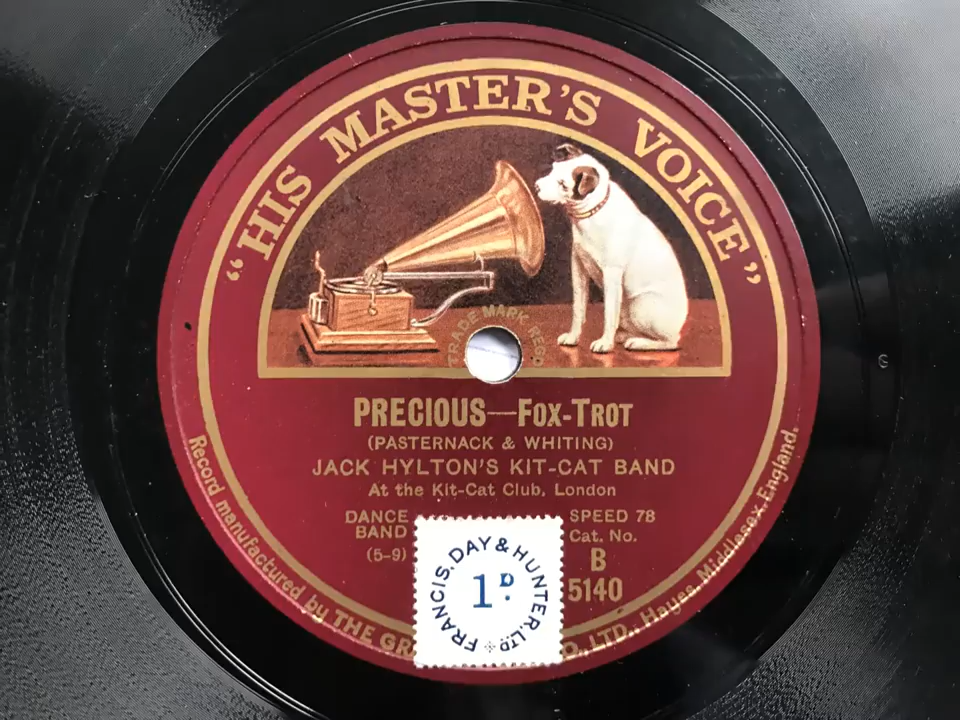 “HIS MASTER'S VOICE”
TRADE MARK REGD
PRECIOUS—FOX-TROT
(PASTERNACK & WHITING)
JACK HYLTON'S KIT-CAT BAND
At the Kit-Cat Club, London
DANCE BAND
(5-9)
SPEED 78
Cat. No.
B
5140
FRANCIS, DAY & HUNTER, LTD.
1D.
Record manufactured by THE GR O., LTD., Hayes, Middlesex, England.